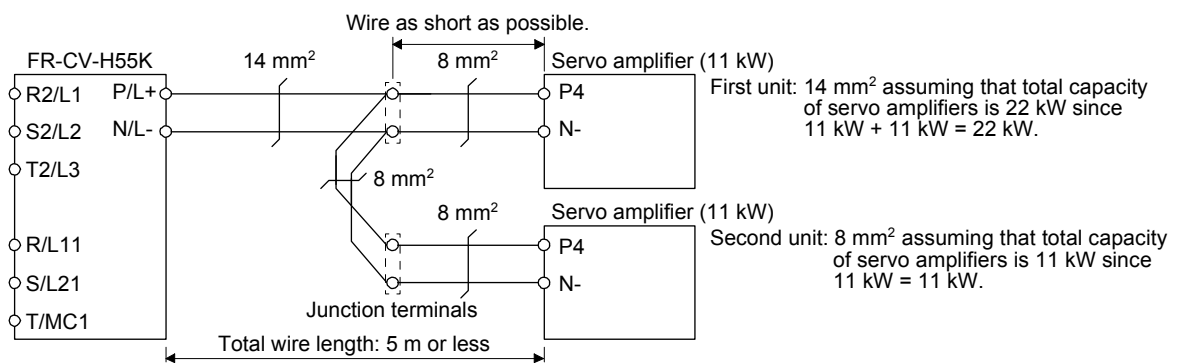 Wire as short as possible.
FR-CV-H55K
14 mm²
8 mm²
Servo amplifier (11 kW)
R2/L1
P/L+
P4
First unit: 14 mm² assuming that total capacity
of servo amplifiers is 22 kW since
11 kW + 11 kW = 22 kW.
S2/L2
N/L-
N-
T2/L3
8 mm²
8 mm²
Servo amplifier (11 kW)
R/L11
P4
Second unit: 8 mm² assuming that total capacity
of servo amplifiers is 11 kW since
11 kW = 11 kW.
S/L21
N-
Junction terminals
T/MC1
Total wire length: 5 m or less